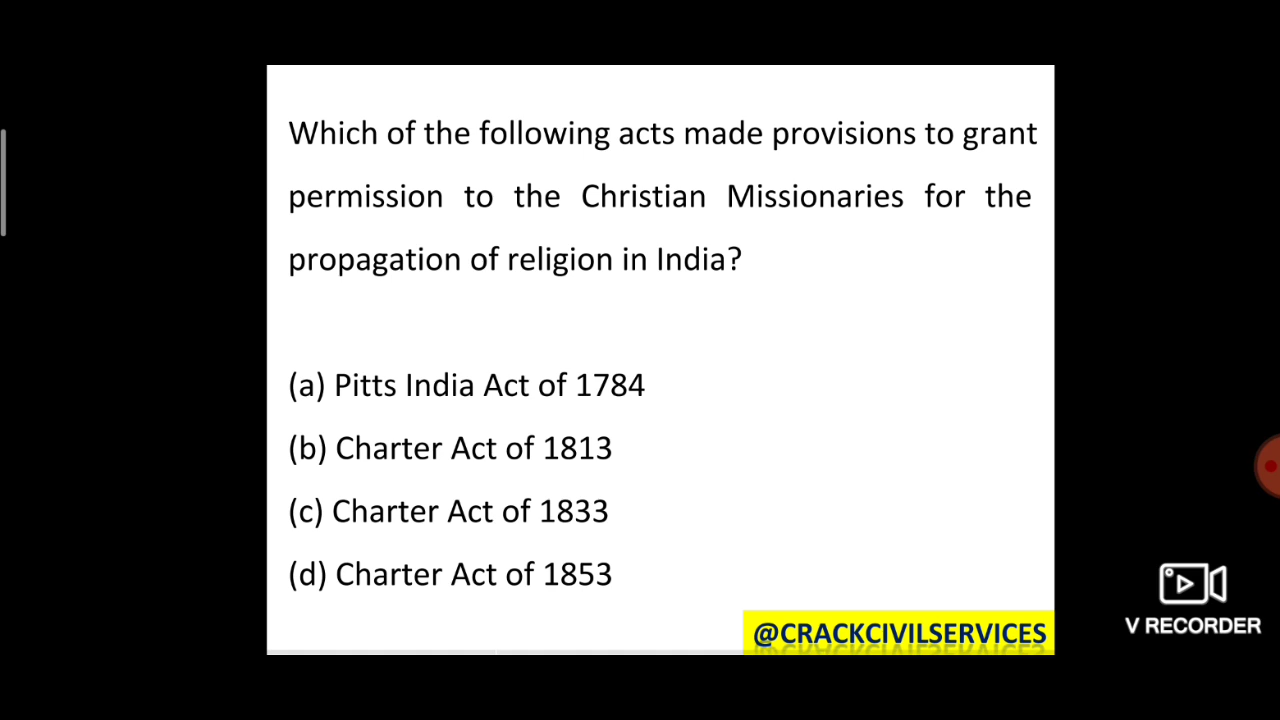 Which of the following acts made provisions to grant
permission to the Christian Missionaries for the
propagation of religion in India?
(a) Pitts India Act of 1784
(b) Charter Act of 1813
(c) Charter Act of 1833
(d) Charter Act of 1853
@CRACKCIVILSERVICES
V RECORDER